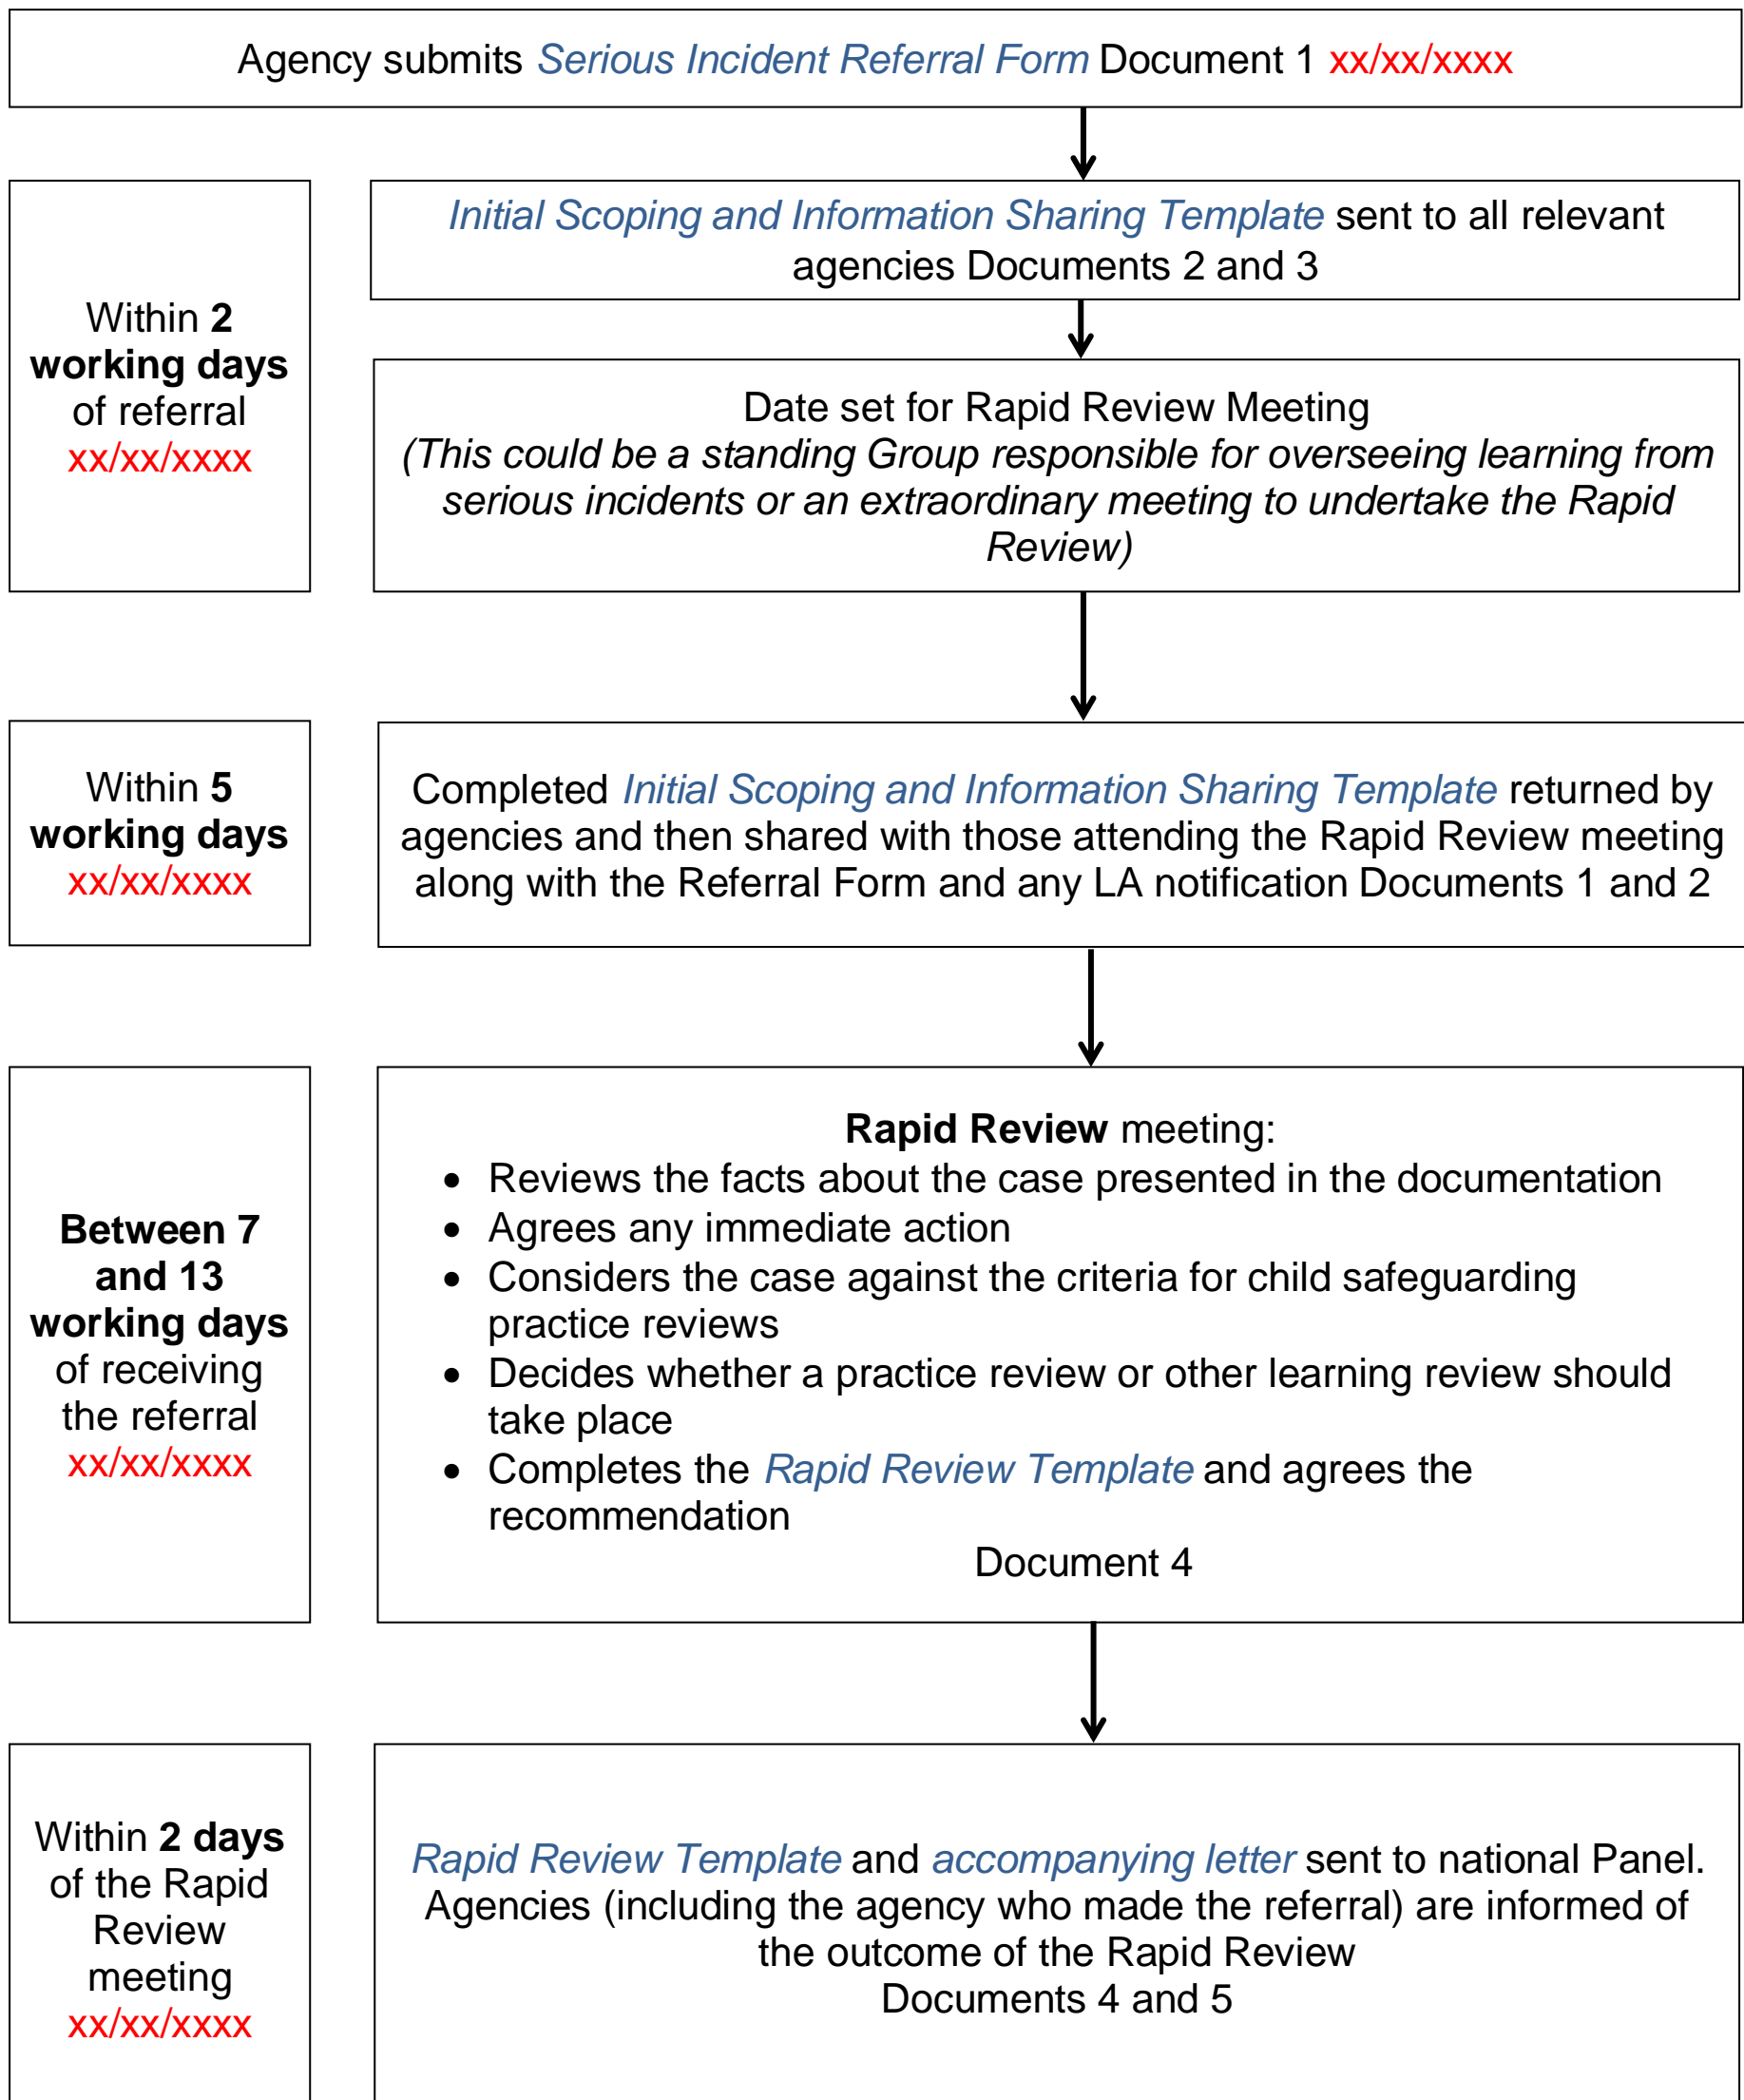 Agency submits Serious Incident Referral Form Document 1 xx/xx/xxxx
Within 2
working days
of referral
xx/xx/xxxx
Initial Scoping and Information Sharing Template sent to all relevant
agencies Documents 2 and 3
Date set for Rapid Review Meeting
(This could be a standing Group responsible for overseeing learning from
serious incidents or an extraordinary meeting to undertake the Rapid
Review)
Within 5
working days
xx/xx/xxxx
Completed Initial Scoping and Information Sharing Template returned by
agencies and then shared with those attending the Rapid Review meeting
along with the Referral Form and any LA notification Documents 1 and 2
Between 7
and 13
working days
of receiving
the referral
xx/xx/xxxx
Rapid Review meeting:
• Reviews the facts about the case presented in the documentation
• Agrees any immediate action
• Considers the case against the criteria for child safeguarding
practice reviews
• Decides whether a practice review or other learning review should
take place
• Completes the Rapid Review Template and agrees the
recommendation
Document 4
Within 2 days
of the Rapid
Review
meeting
xx/xx/xxxx
Rapid Review Template and accompanying letter sent to national Panel.
Agencies (including the agency who made the referral) are informed of
the outcome of the Rapid Review
Documents 4 and 5